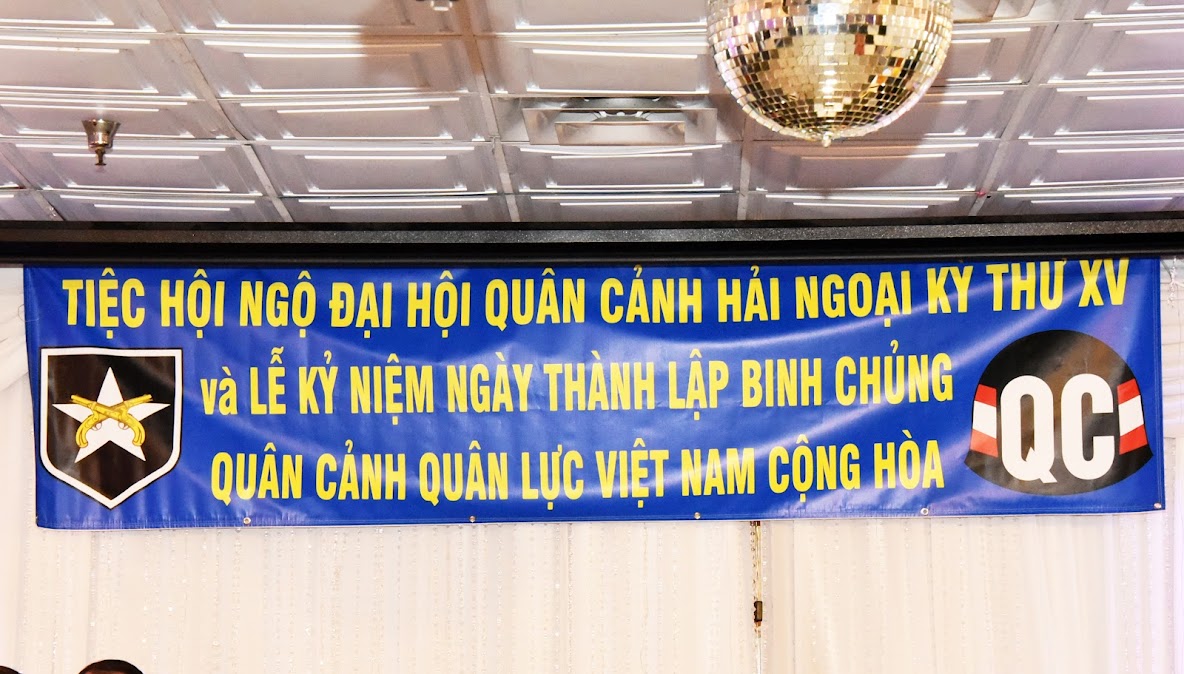 TIỆC HỘI NGỘ ĐẠI HỘI QUÂN CẢNH HẢI NGOẠI KỲ THỨ XV
và LỄ KỶ NIỆM NGÀY THÀNH LẬP BINH CHỦNG
QUÂN CẢNH QUÂN LỰC VIỆT NAM CỘNG HÒA
QC